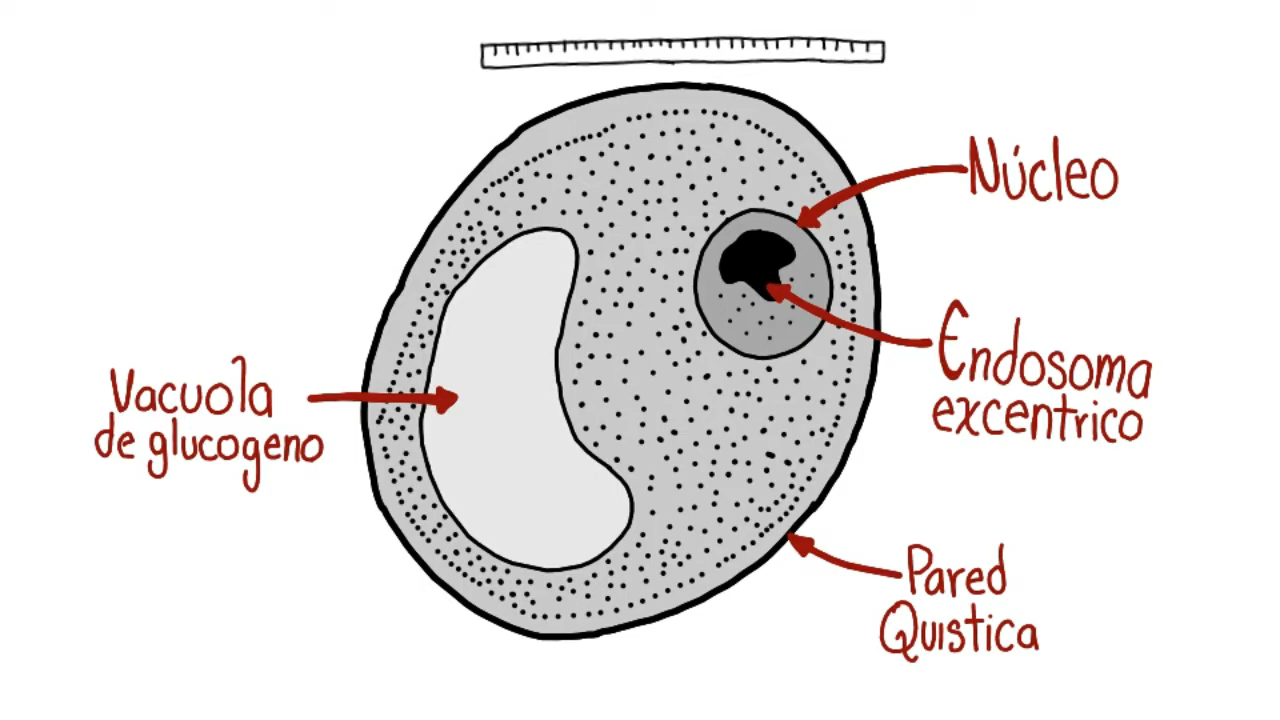 Núcleo
Endosoma
excentrico
Vacuola
de glucogeno
Pared
Quistica